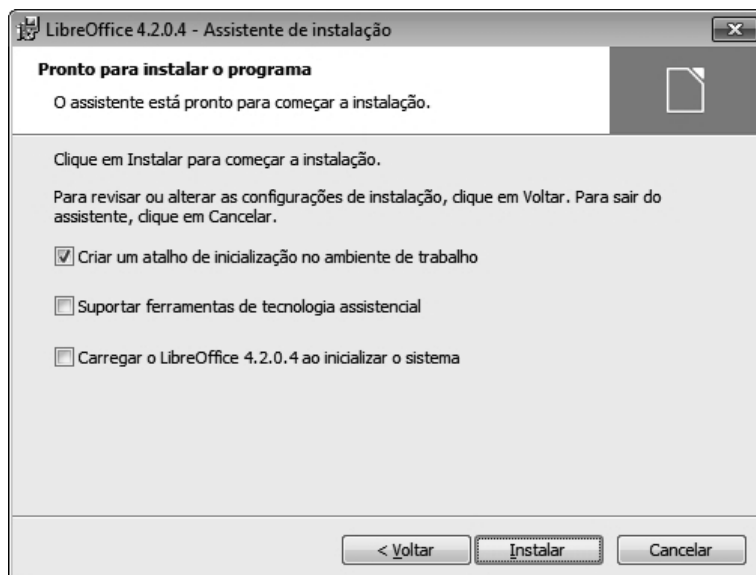 LibreOffice 4.2.0.4 - Assistente de instalação
Pronto para instalar o programa
O assistente está pronto para começar a instalação.
Clique em Instalar para começar a instalação.
Para revisar ou alterar as configurações de instalação, clique em Voltar. Para sair do
assistente, clique em Cancelar.
Criar um atalho de inicialização no ambiente de trabalho
Suportar ferramentas de tecnologia assistencial
Carregar o LibreOffice 4.2.0.4 ao inicializar o sistema
< Voltar Instalar Cancelar